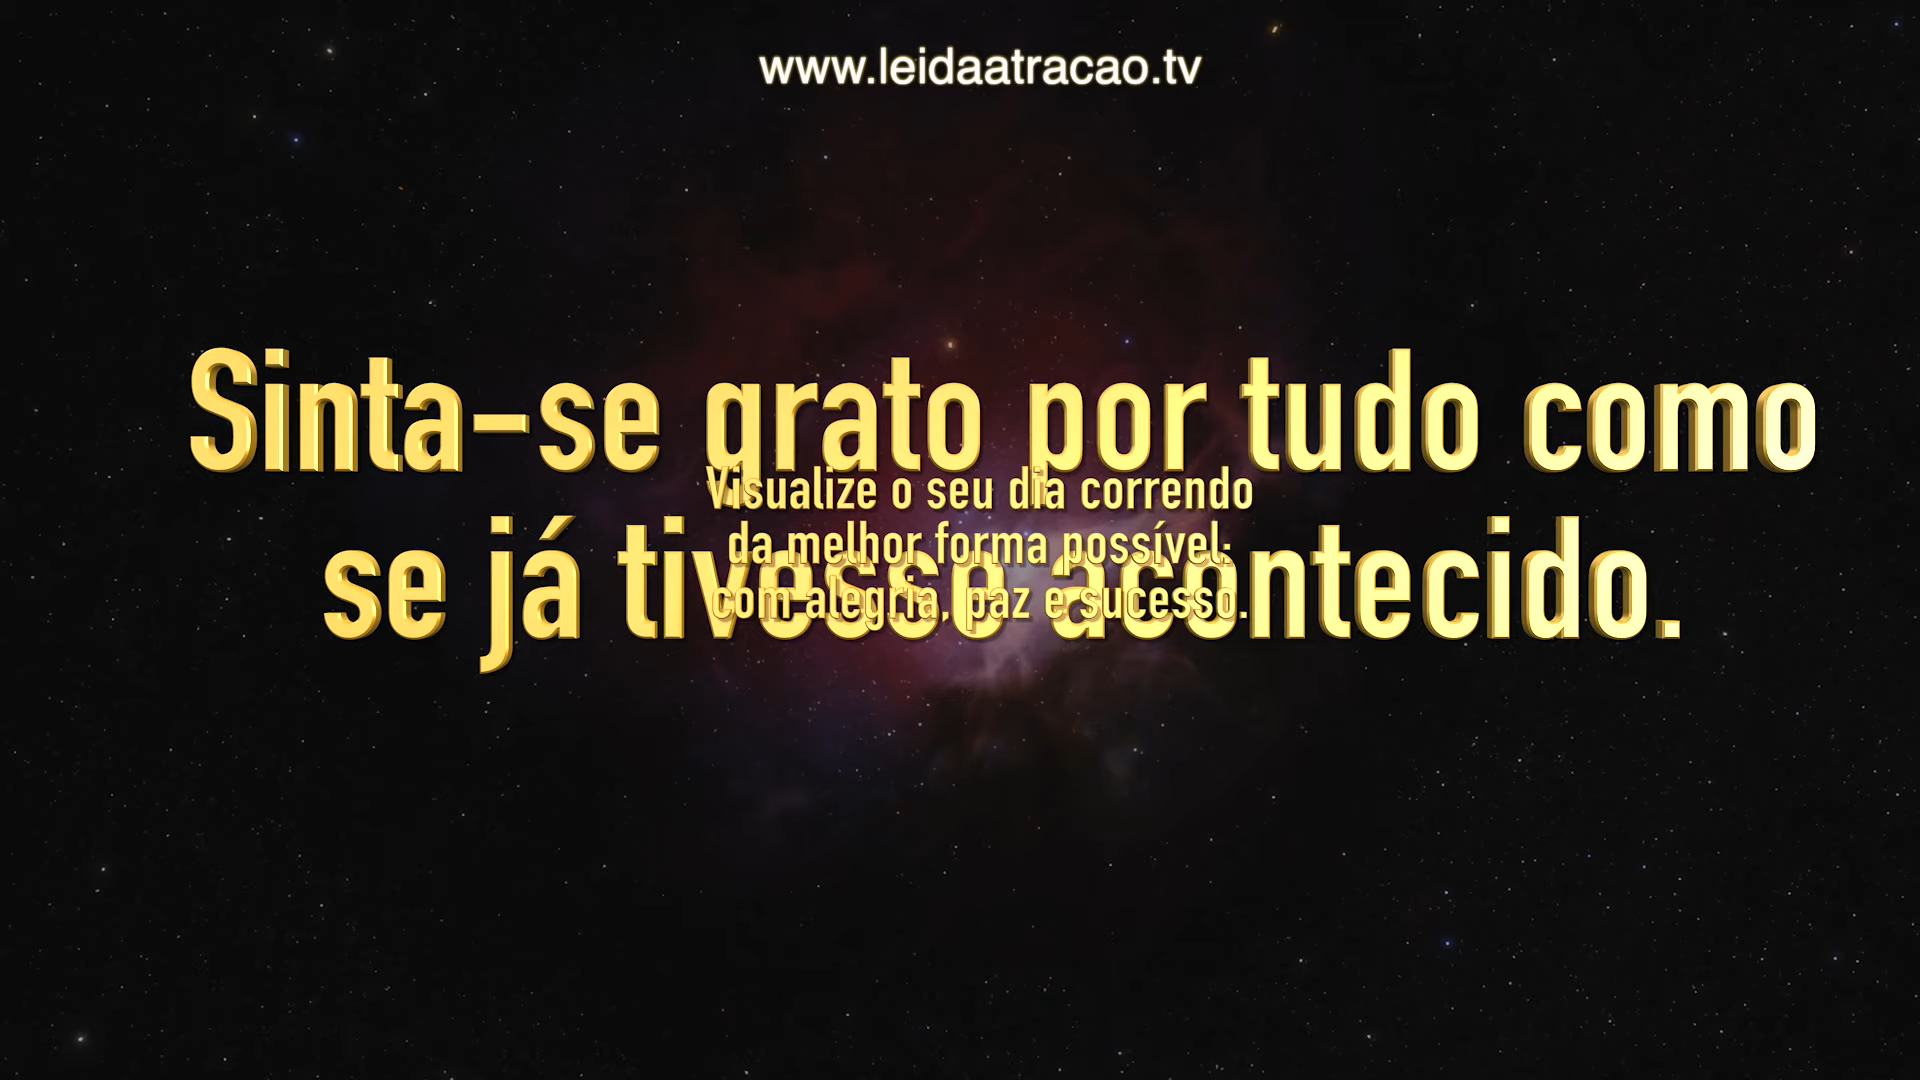 www.leidaatracao.tv
Sinta-se grato por tudo como
se já tivesse acontecido.
Visualize o seu dia correndo
da melhor forma possível:
com alegria, paz e sucesso.